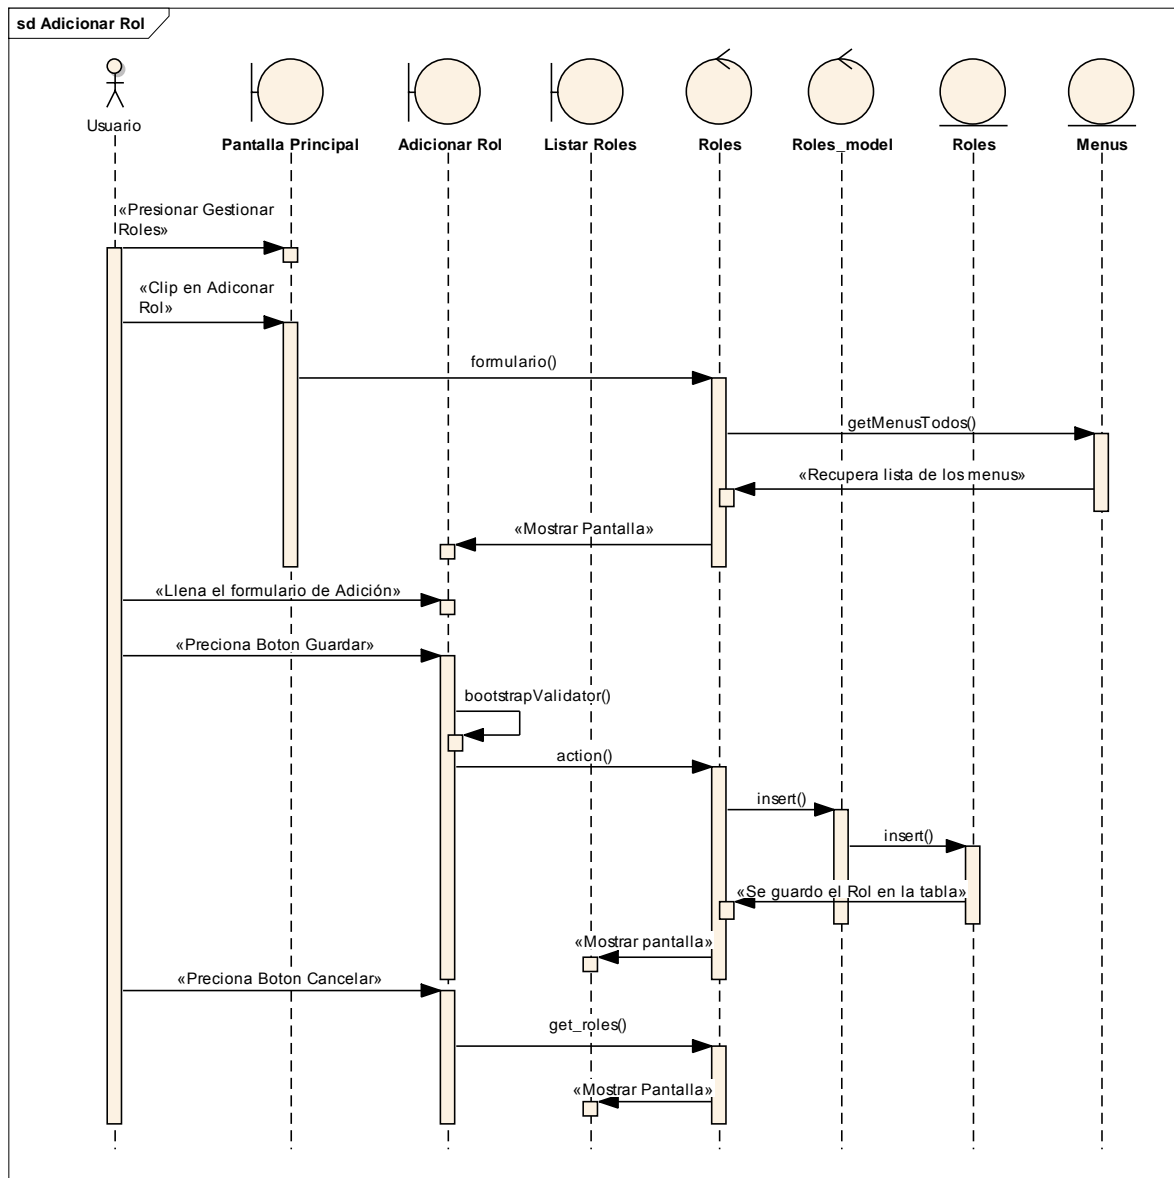 sd Adicionar Rol
Usuario
Pantalla Principal
Adicionar Rol
Listar Roles
Roles
Roles_model
Roles
Menus
«Presionar Gestionar
Roles»
«Clip en Adiconar
Rol»
formulario()
getMenusTodos()
«Recupera lista de los menus»
«Mostrar Pantalla»
«Llena el formulario de Adición»
«Preciona Boton Guardar»
bootstrapValidator()
action()
insert()
insert()
«Se guardo el Rol en la tabla»
«Mostrar pantalla»
«Preciona Boton Cancelar»
get_roles()
«Mostrar Pantalla»